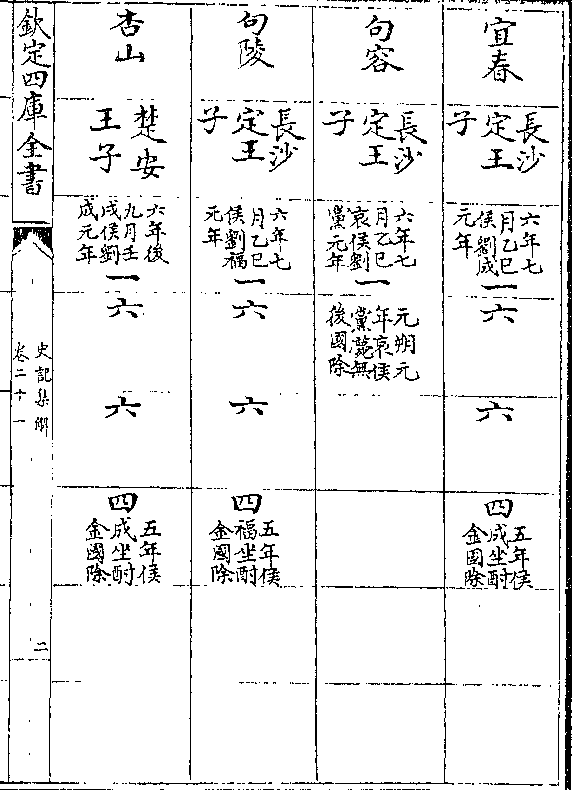 宜春
長沙
定王
子
六年七
月乙巳
侯劉成
元年
一
六
六
四
五年侯
成坐酎
金國除
句容
長沙
定王
子
六年七
月乙巳
哀侯劉
黨元年
一
元朔元
年哀侯
黨薨無
後國除
句陵
長沙
定王
子
六年七
月乙巳
侯劉福
元年
一
六
六
四
五年侯
福坐酎
金國除
杏山
楚安
王子
六年後
九月壬
戌侯劉
成元年
一
六
六
四
五年侯
成坐酎
金國除
欽定四庫全書
史記集解
卷二十一
二